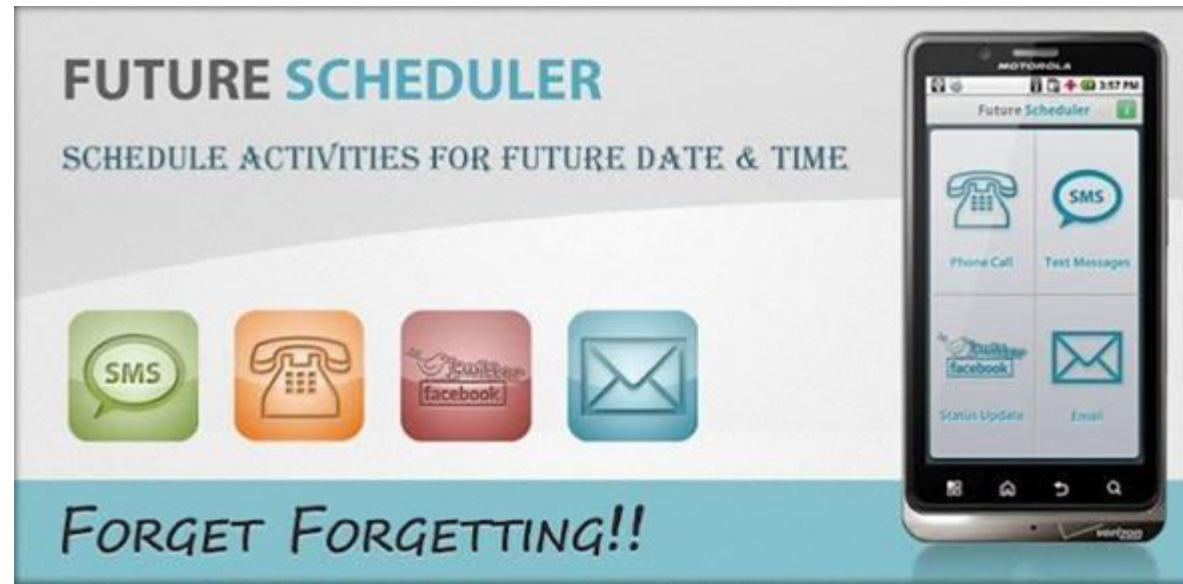 FUTURE SCHEDULER
SCHEDULE ACTIVITIES FOR FUTURE DATE & TIME
SMS
twitter
facebook
FORGET FORGETTING!!
MOTOROLA
3:57 PM
Future Scheduler
SMS
Phone Call
Text Messages
twitter
facebook
Status Update
Email
verizon